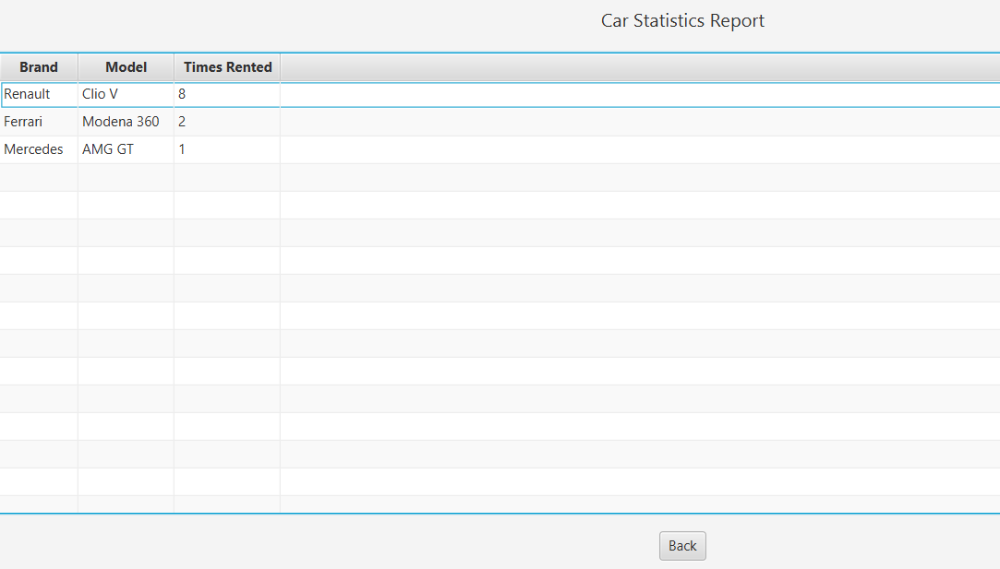 Car Statistics Report
Brand Model Times Rented
Renault Clio V 8
Ferrari Modena 360 2
Mercedes AMG GT 1
Back